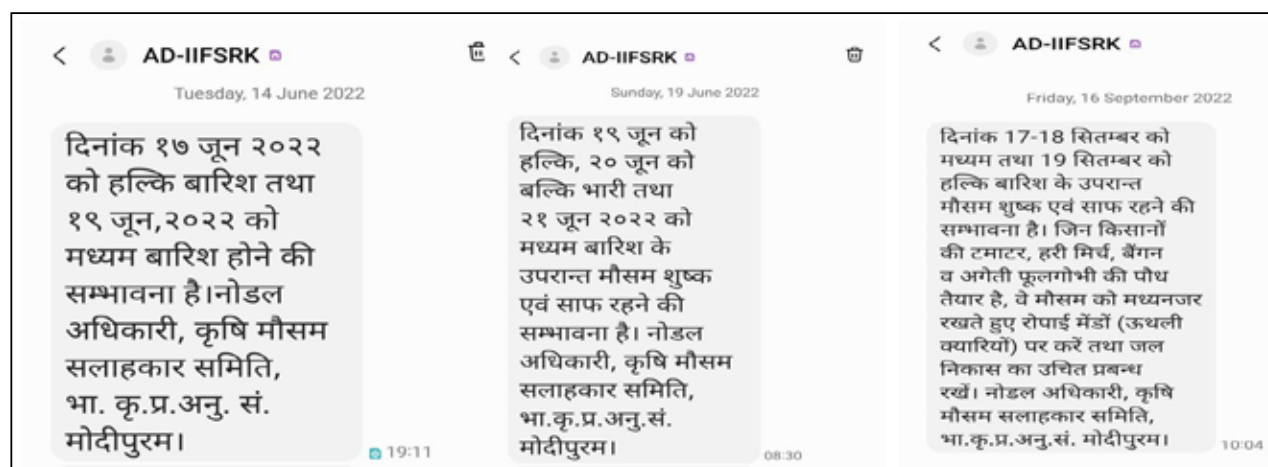 AD-IIFSRK
Tuesday, 14 June 2022
दिनांक १७ जून २०२२
को हल्कि बारिश तथा
१९ जून,२०२२ को
मध्यम बारिश होने की
सम्भावना है।नोडल
अधिकारी, कृषि मौसम
सलाहकार समिति,
भा. कृ.प्र.अनु. सं.
मोदीपुरम।
19:11
AD-IIFSRK
Sunday, 19 June 2022
दिनांक १९ जून को
हल्कि, २० जून को
बल्कि भारी तथा
२१ जून २०२२ को
मध्यम बारिश के
उपरान्त मौसम शुष्क
एवं साफ रहने की
सम्भावना है। नोडल
अधिकारी, कृषि मौसम
सलाहकार समिति,
भा.कृ.प्र.अनु.सं.
मोदीपुरम।
08:30
AD-IIFSRK
Friday, 16 September 2022
दिनांक 17-18 सितम्बर को
मध्यम तथा 19 सितम्बर को
हल्कि बारिश के उपरान्त
मौसम शुष्क एवं साफ रहने की
सम्भावना है। जिन किसानों
की टमाटर, हरी मिर्च, बैंगन
व अगेती फूलगोभी की पौध
तैयार है, वे मौसम को मध्यनजर
रखते हुए रोपाई मेंडों (ऊथली
क्यारियों) पर करें तथा जल
निकास का उचित प्रबन्ध
रखें। नोडल अधिकारी, कृषि
मौसम सलाहकार समिति,
भा.कृ.प्र.अनु.सं. मोदीपुरम।
10:04